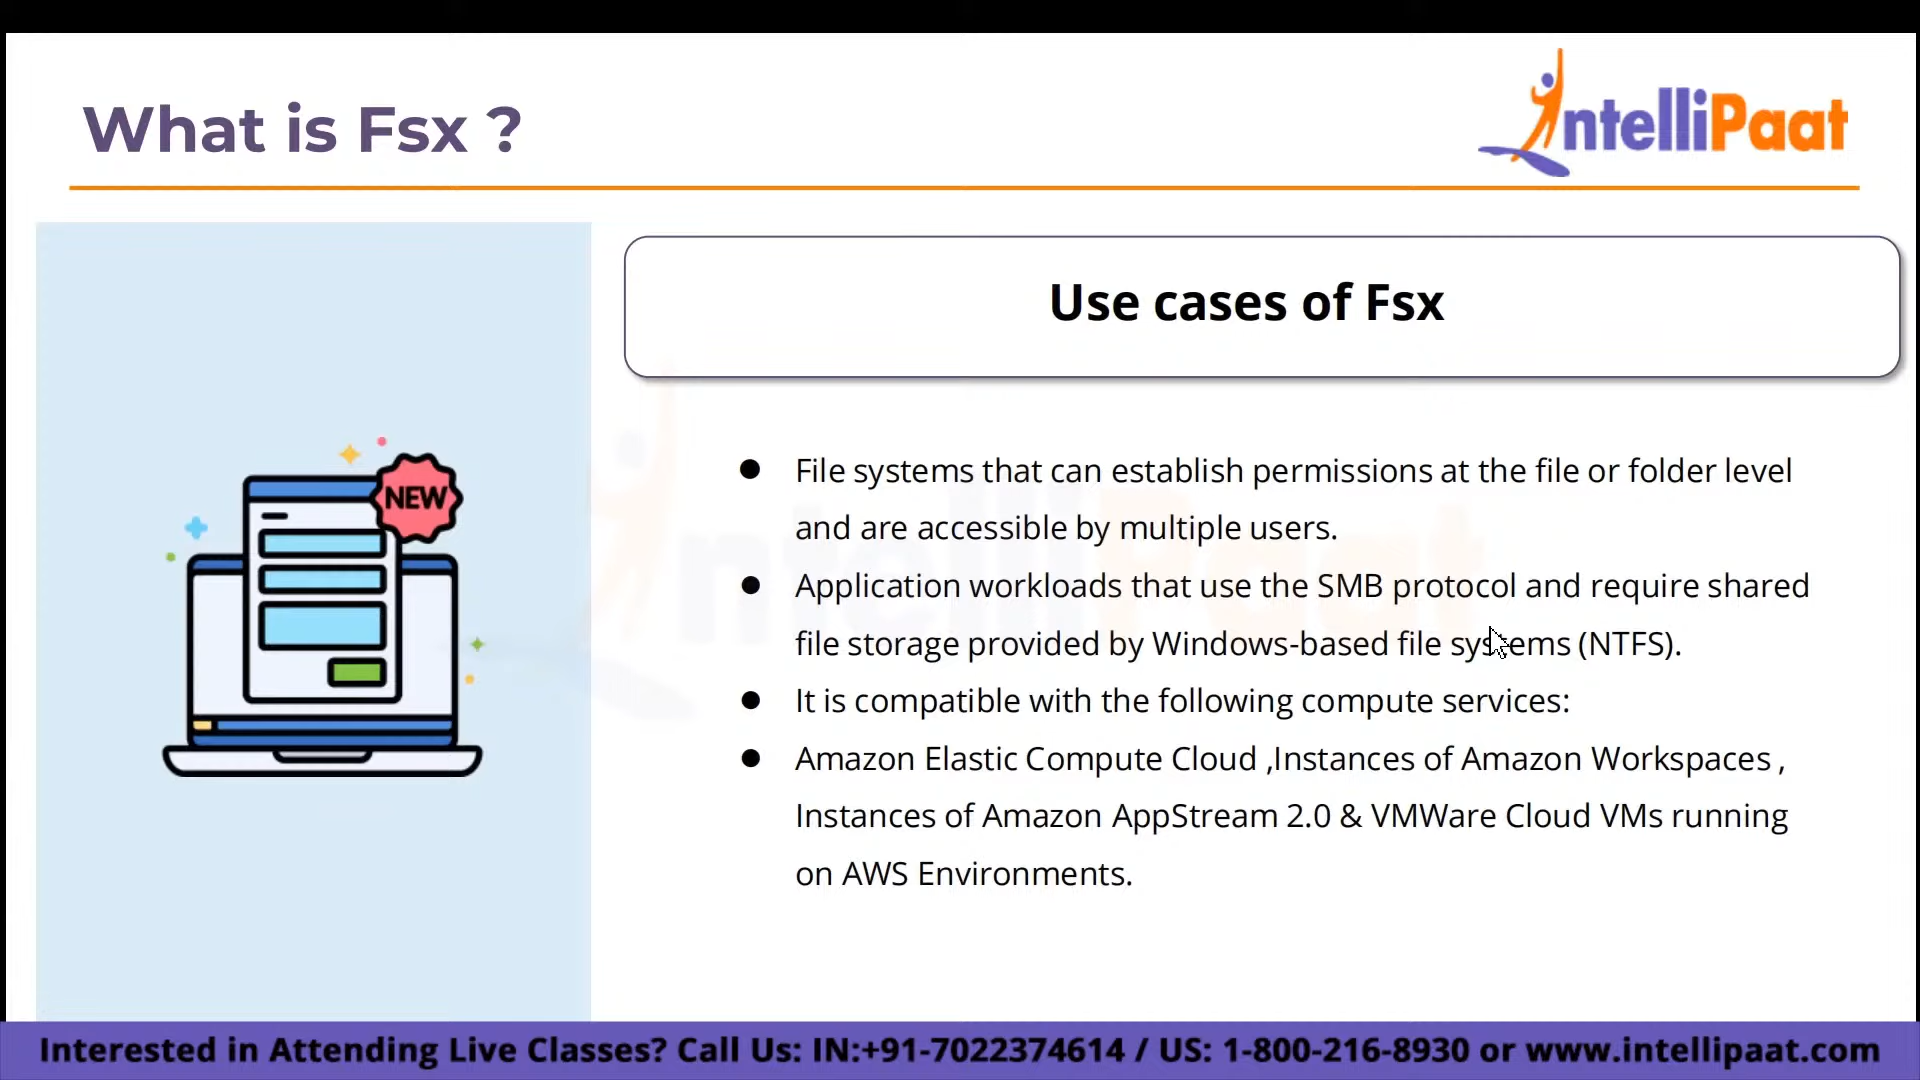 What is Fsx ?
IntelliPaat
Use cases of Fsx
NEW
● File systems that can establish permissions at the file or folder level
and are accessible by multiple users.
● Application workloads that use the SMB protocol and require shared
file storage provided by Windows-based file systems (NTFS).
● It is compatible with the following compute services:
● Amazon Elastic Compute Cloud ,Instances of Amazon Workspaces ,
Instances of Amazon AppStream 2.0 & VMWare Cloud VMs running
on AWS Environments.
Interested in Attending Live Classes? Call Us: IN:+91-7022374614 / US: 1-800-216-8930 or www.intellipaat.com